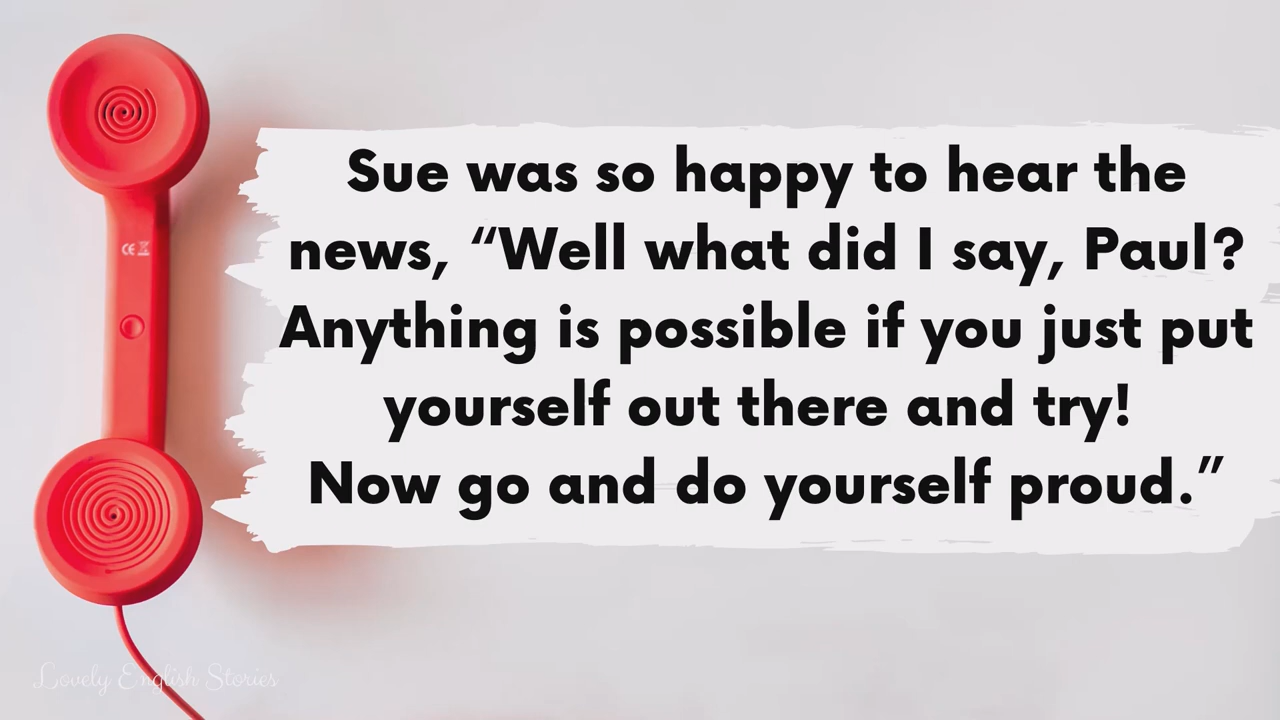 Sue was so happy to hear the
news, “Well what did I say, Paul?
Anything is possible if you just put
yourself out there and try!
Now go and do yourself proud.”
CE
Lovely English Stories